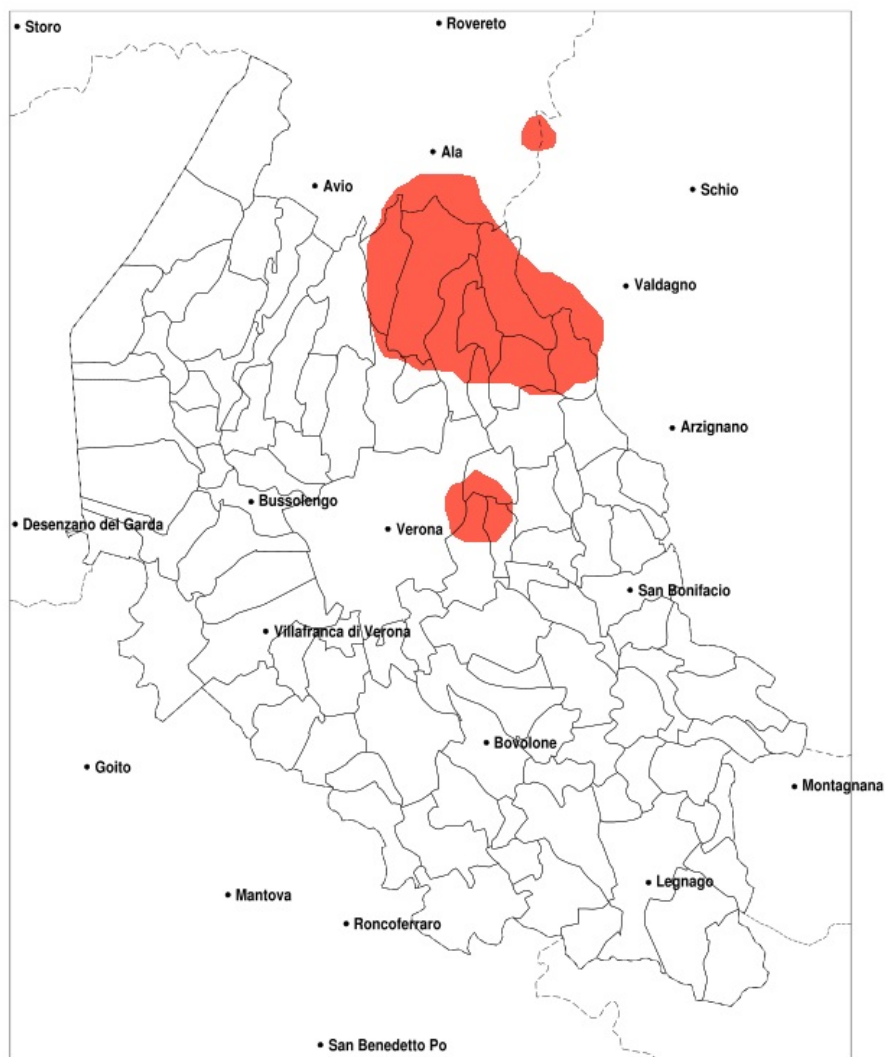 Storo
Rovereto
Ala
Avio
Schio
Valdagno
Arzignano
Bussolengo
Desenzano del Garda
Verona
San Bonifacio
Villafranca di Verona
Bovolone
Goito
Montagnana
Legnago
Mantova
Roncoferraro
San Benedetto Po